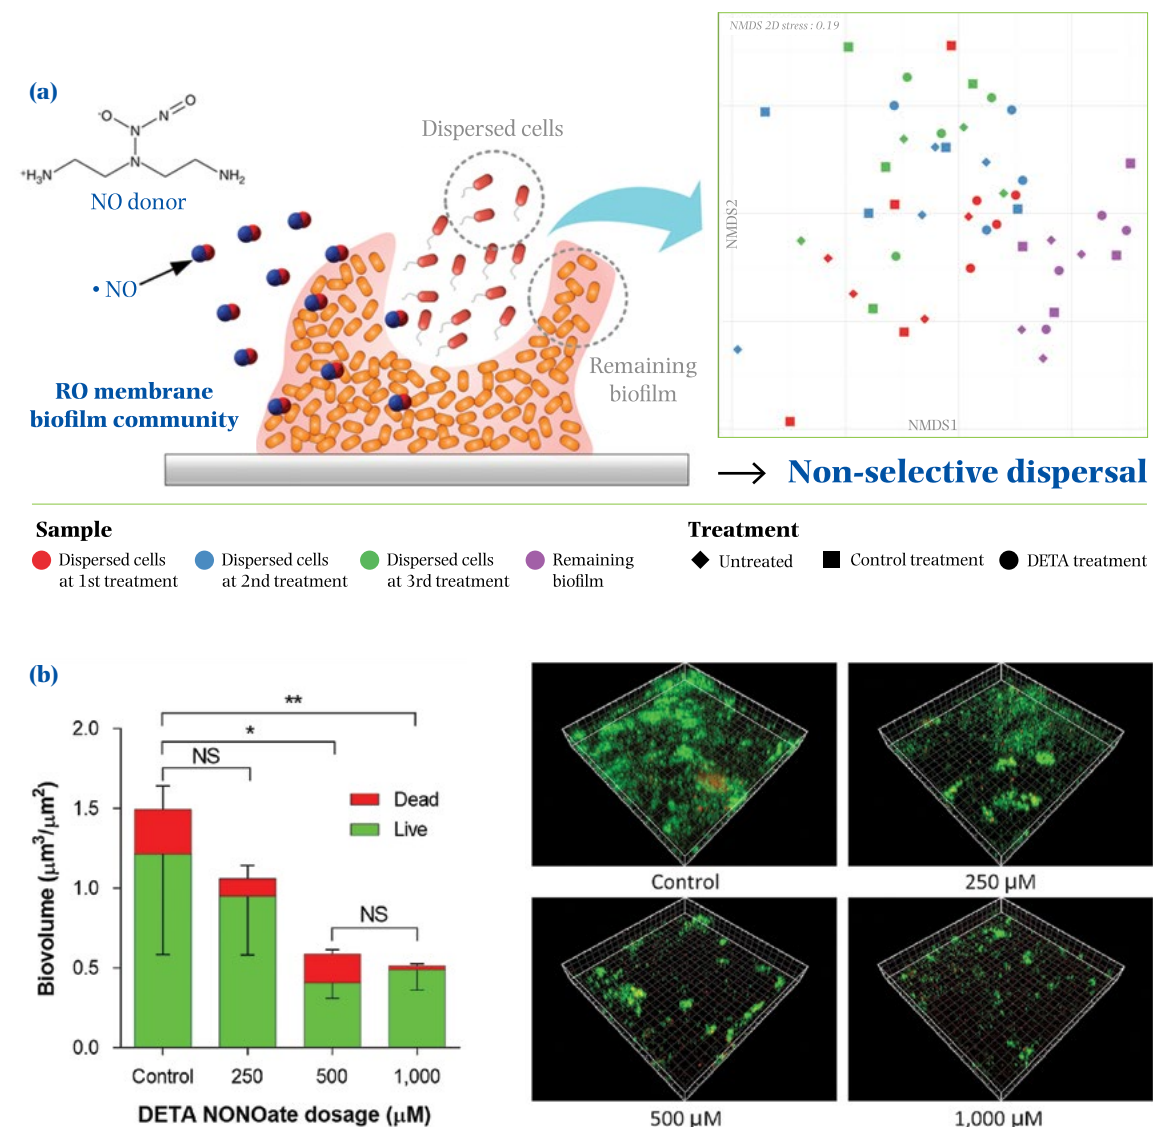 (a)
NMDS 2D stress : 0.19
-O
N
N
O
N
+H3N
NH2
NO donor
• NO
Dispersed cells
Remaining
biofilm
RO membrane
biofilm community
NMDS2
NMDS1
Non-selective dispersal
Sample
Dispersed cells
at 1st treatment
Dispersed cells
at 2nd treatment
Dispersed cells
at 3rd treatment
Remaining
biofilm
Treatment
Untreated
Control treatment
DETA treatment
(b)
**
*
NS
NS
Dead
Live
Biovolume (μm³/μm²)
2.0
1.5
1.0
0.5
0.0
Control
250
500
1,000
DETA NONOate dosage (μM)
Control
250 μM
500 μM
1,000 μM